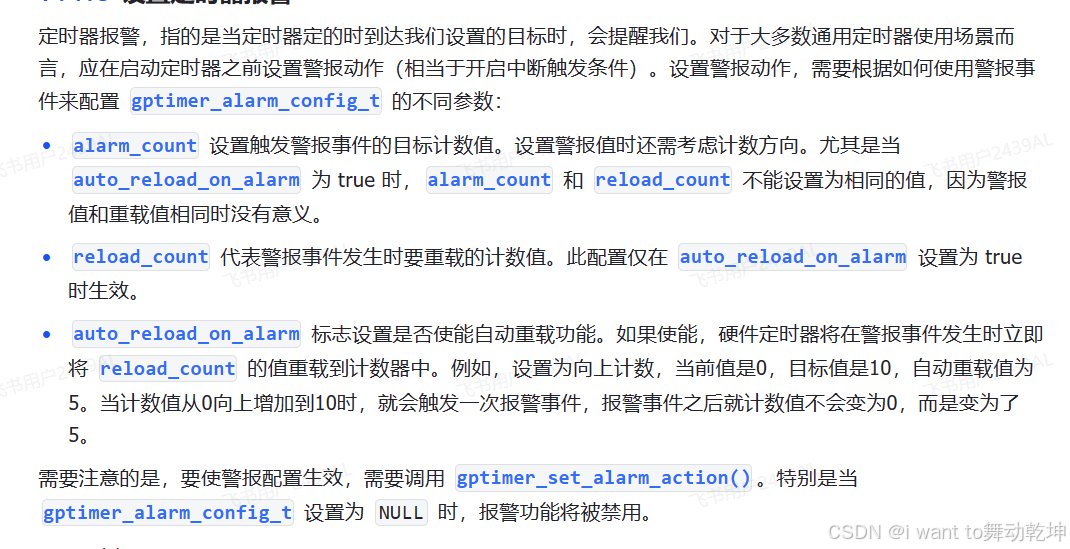 定时器报警，指的是当定时器定的时到达我们设置的目标时，会提醒我们。对于大多数通用定时器使用场景而
言，应在启动定时器之前设置警报动作（相当于开启中断触发条件）。设置警报动作，需要根据如何使用警报事
件来配置 gptimer_alarm_config_t 的不同参数：
• alarm_count 设置触发警报事件的目标计数值。设置警报值时还需考虑计数方向。尤其是当
auto_reload_on_alarm 为 true 时， alarm_count 和 reload_count 不能设置为相同的值，因为警报
值和重载值相同时没有意义。
• reload_count 代表警报事件发生时要重载的计数值。此配置仅在 auto_reload_on_alarm 设置为 true
时生效。
• auto_reload_on_alarm 标志设置是否使能自动重载功能。如果使能，硬件定时器将在警报事件发生时立即
将 reload_count 的值重载到计数器中。例如，设置为向上计数，当前值是0，目标值是10，自动重载值为
5。当计数值从0向上增加到10时，就会触发一次报警事件，报警事件之后就计数值不会变为0，而是变为了
5。
需要注意的是，要使警报配置生效，需要调用 gptimer_set_alarm_action()。特别是当
gptimer_alarm_config_t 设置为 NULL 时，报警功能将被禁用。
CSDN @i want to舞动乾坤